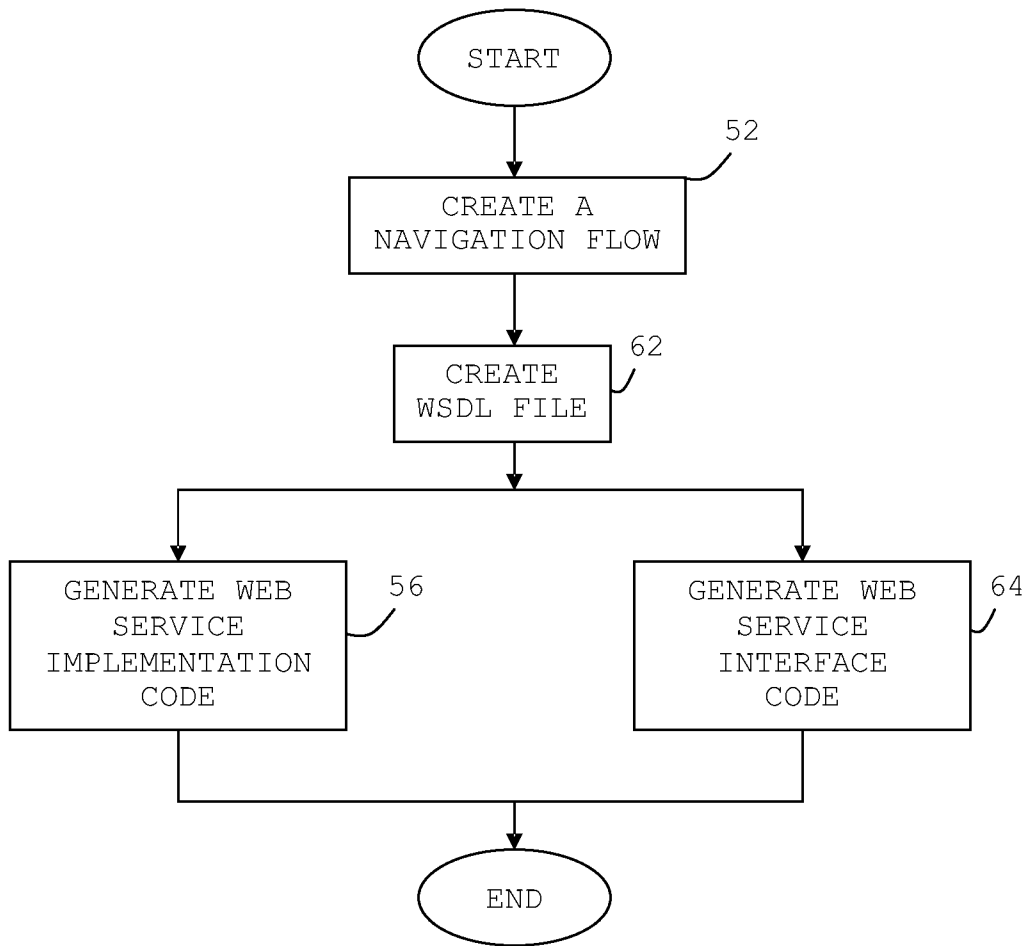 START
52
CREATE A
NAVIGATION FLOW
62
CREATE
WSDL FILE
GENERATE WEB
SERVICE
IMPLEMENTATION
CODE
56
GENERATE WEB
SERVICE
INTERFACE
CODE
64
END